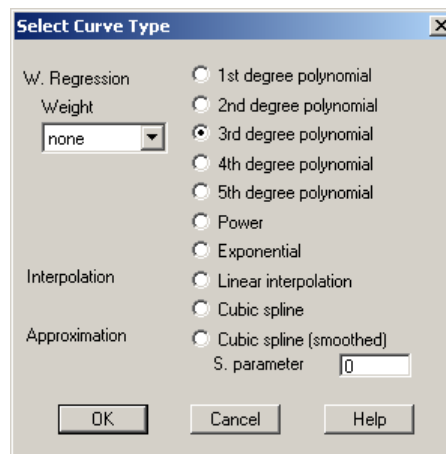 Select Curve Type
W. Regression
Weight
none
1st degree polynomial
2nd degree polynomial
3rd degree polynomial
4th degree polynomial
5th degree polynomial
Power
Exponential
Interpolation
Linear interpolation
Cubic spline
Approximation
Cubic spline (smoothed)
S. parameter 0
OK Cancel Help